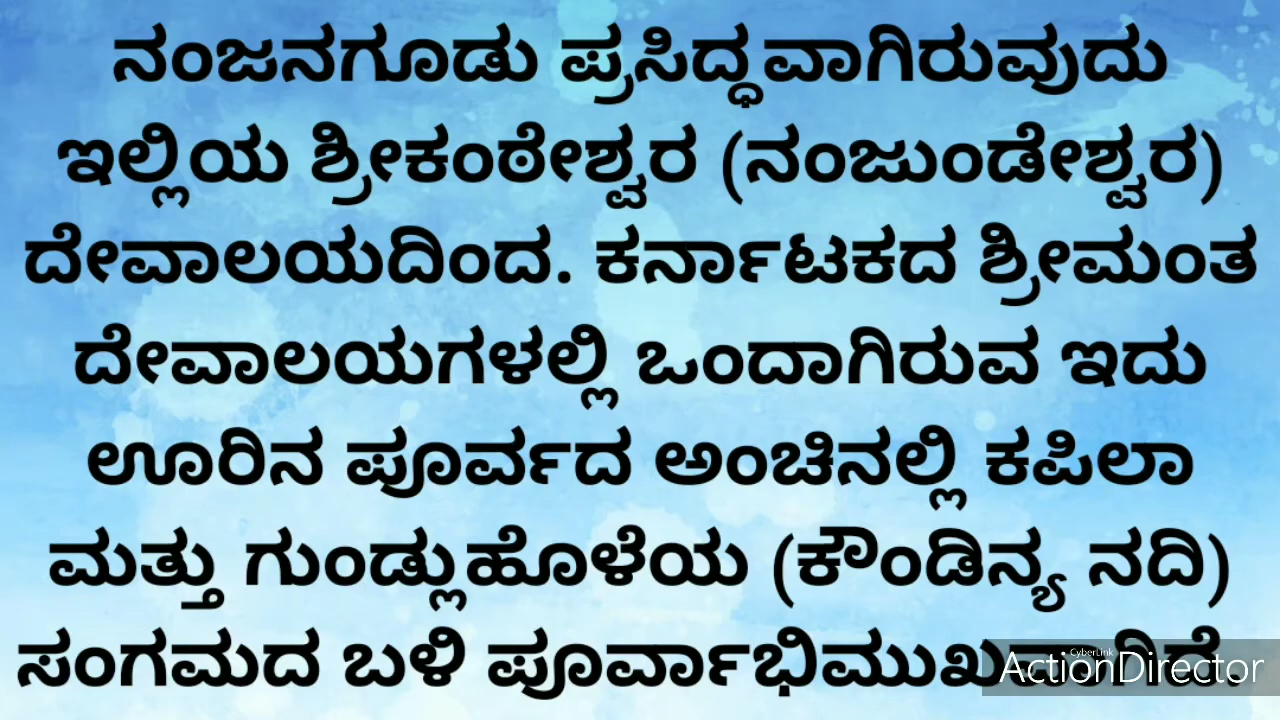 ನಂಜನಗೂಡು ಪ್ರಸಿದ್ಧವಾಗಿರುವುದು
ಇಲ್ಲಿಯ ಶ್ರೀಕಂಠೇಶ್ವರ (ನಂಜುಂಡೇಶ್ವರ)
ದೇವಾಲಯದಿಂದ. ಕರ್ನಾಟಕದ ಶ್ರೀಮಂತ
ದೇವಾಲಯಗಳಲ್ಲಿ ಒಂದಾಗಿರುವ ಇದು
ಊರಿನ ಪೂರ್ವದ ಅಂಚಿನಲ್ಲಿ ಕಪಿಲಾ
ಮತ್ತು ಗುಂಡ್ಲುಹೊಳೆಯ (ಕೌಂಡಿನ್ಯ ನದಿ)
ಸಂಗಮದ ಬಳಿ ಪೂರ್ವಾಭಿಮುಖವಾಗಿದೆ.
CyberLink
ActionDirector